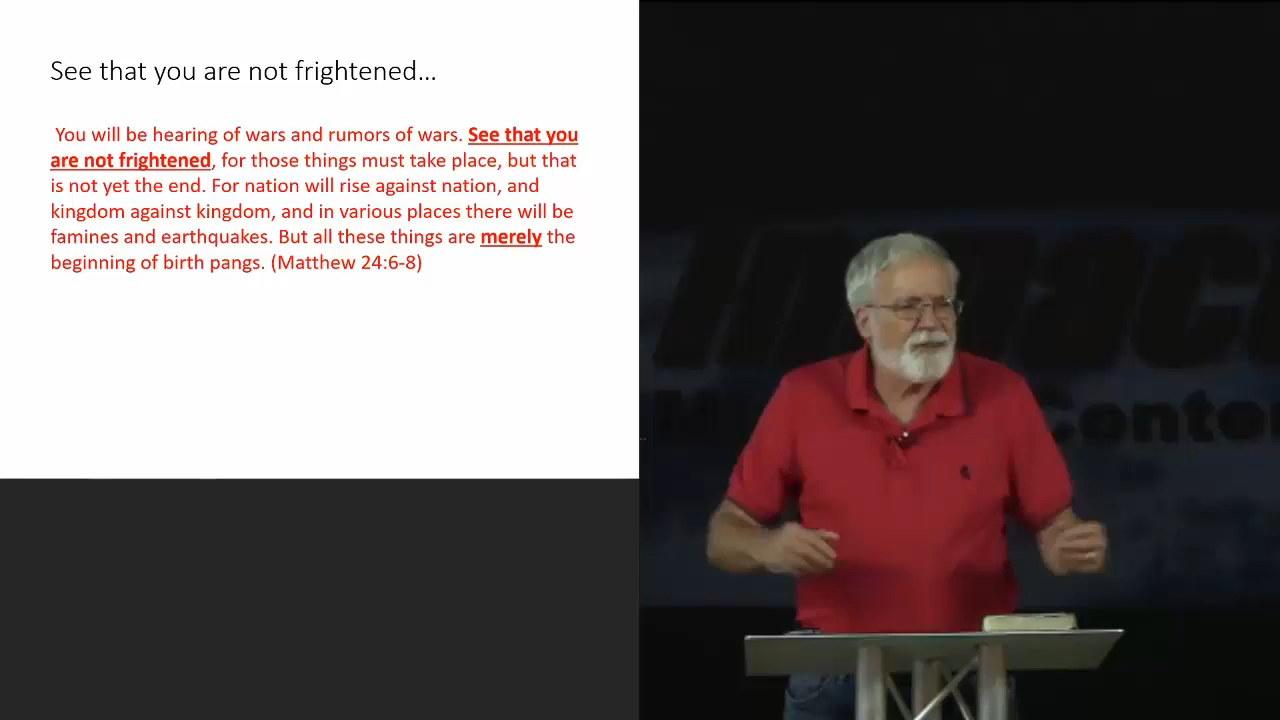 See that you are not frightened...
You will be hearing of wars and rumors of wars. See that you
are not frightened, for those things must take place, but that
is not yet the end. For nation will rise against nation, and
kingdom against kingdom, and in various places there will be
famines and earthquakes. But all these things are merely the
beginning of birth pangs. (Matthew 24:6-8)